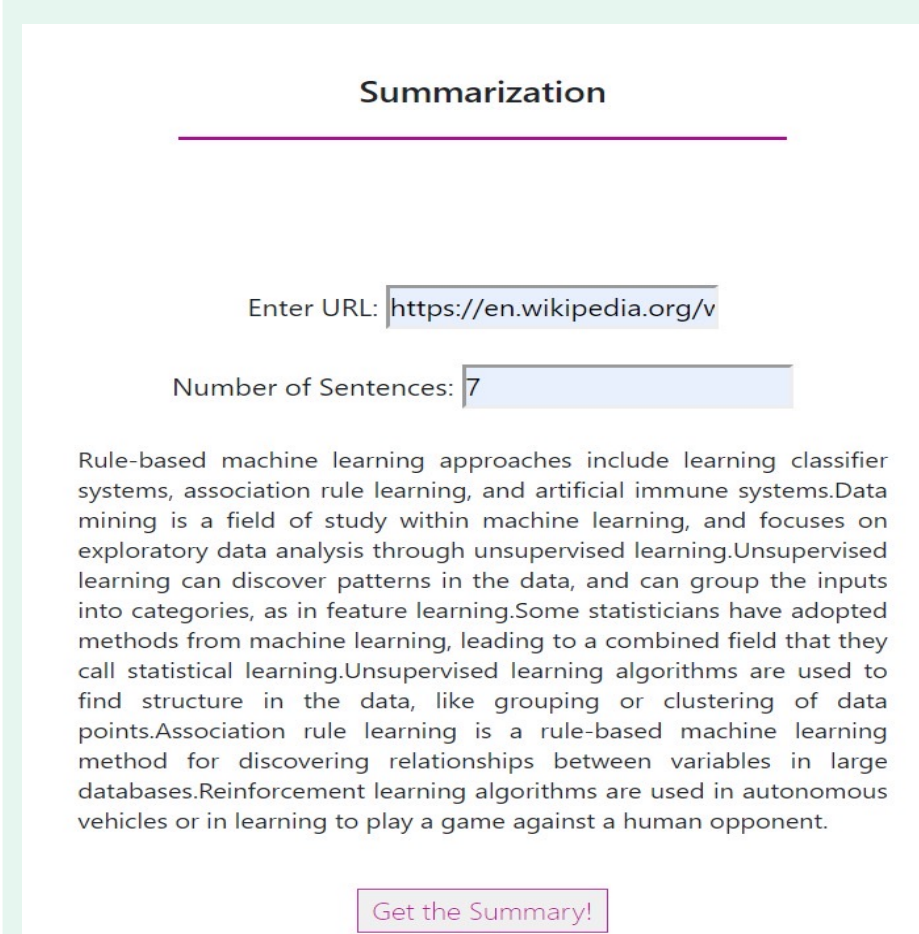 Summarization
Enter URL: https://en.wikipedia.org/v
Number of Sentences: 7
Rule-based machine learning approaches include learning classifier
systems, association rule learning, and artificial immune systems.Data
mining is a field of study within machine learning, and focuses on
exploratory data analysis through unsupervised learning.Unsupervised
learning can discover patterns in the data, and can group the inputs
into categories, as in feature learning.Some statisticians have adopted
methods from machine learning, leading to a combined field that they
call statistical learning.Unsupervised learning algorithms are used to
find structure in the data, like grouping or clustering of data
points.Association rule learning is a rule-based machine learning
method for discovering relationships between variables in large
databases.Reinforcement learning algorithms are used in autonomous
vehicles or in learning to play a game against a human opponent.
Get the Summary!